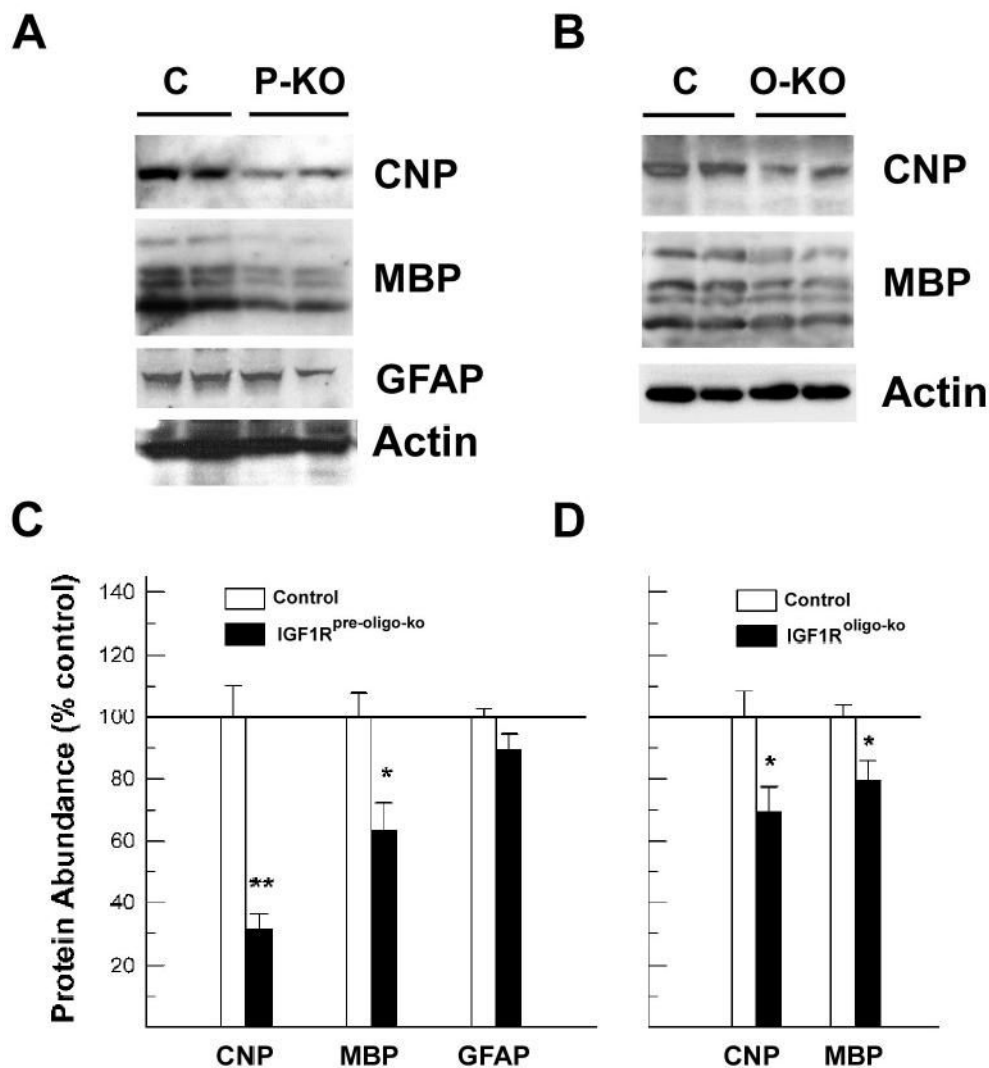 A
B
C P-KO
C O-KO
CNP
MBP
GFAP
Actin
CNP
MBP
Actin
C
D
Protein Abundance (% control)
140
120
100
80
60
40
20
Control
IGF1R^pre-oligo-ko
**
*
CNP MBP GFAP
Control
IGF1R^oligo-ko
*
*
CNP MBP